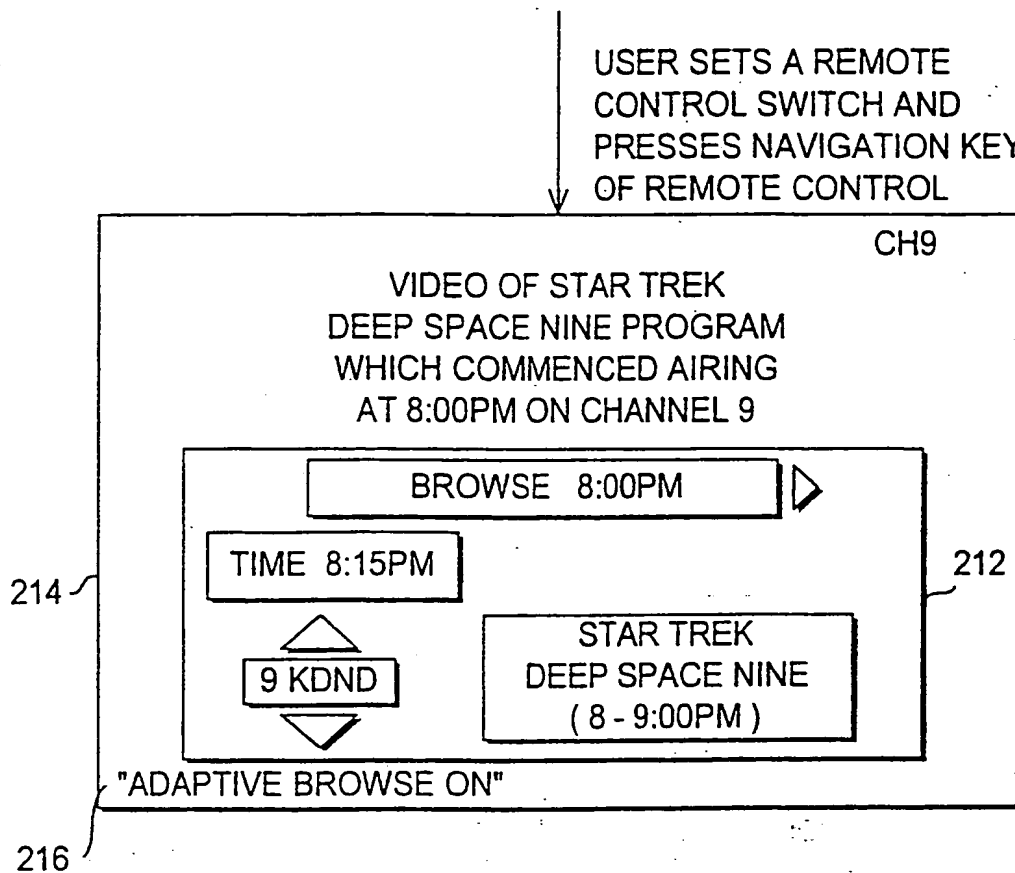 USER SETS A REMOTE
CONTROL SWITCH AND
PRESSES NAVIGATION KEY
OF REMOTE CONTROL
CH9
VIDEO OF STAR TREK
DEEP SPACE NINE PROGRAM
WHICH COMMENCED AIRING
AT 8:00PM ON CHANNEL 9
BROWSE 8:00PM
TIME 8:15PM
214
212
9 KDND
STAR TREK
DEEP SPACE NINE
( 8 - 9:00PM )
"ADAPTIVE BROWSE ON"
216